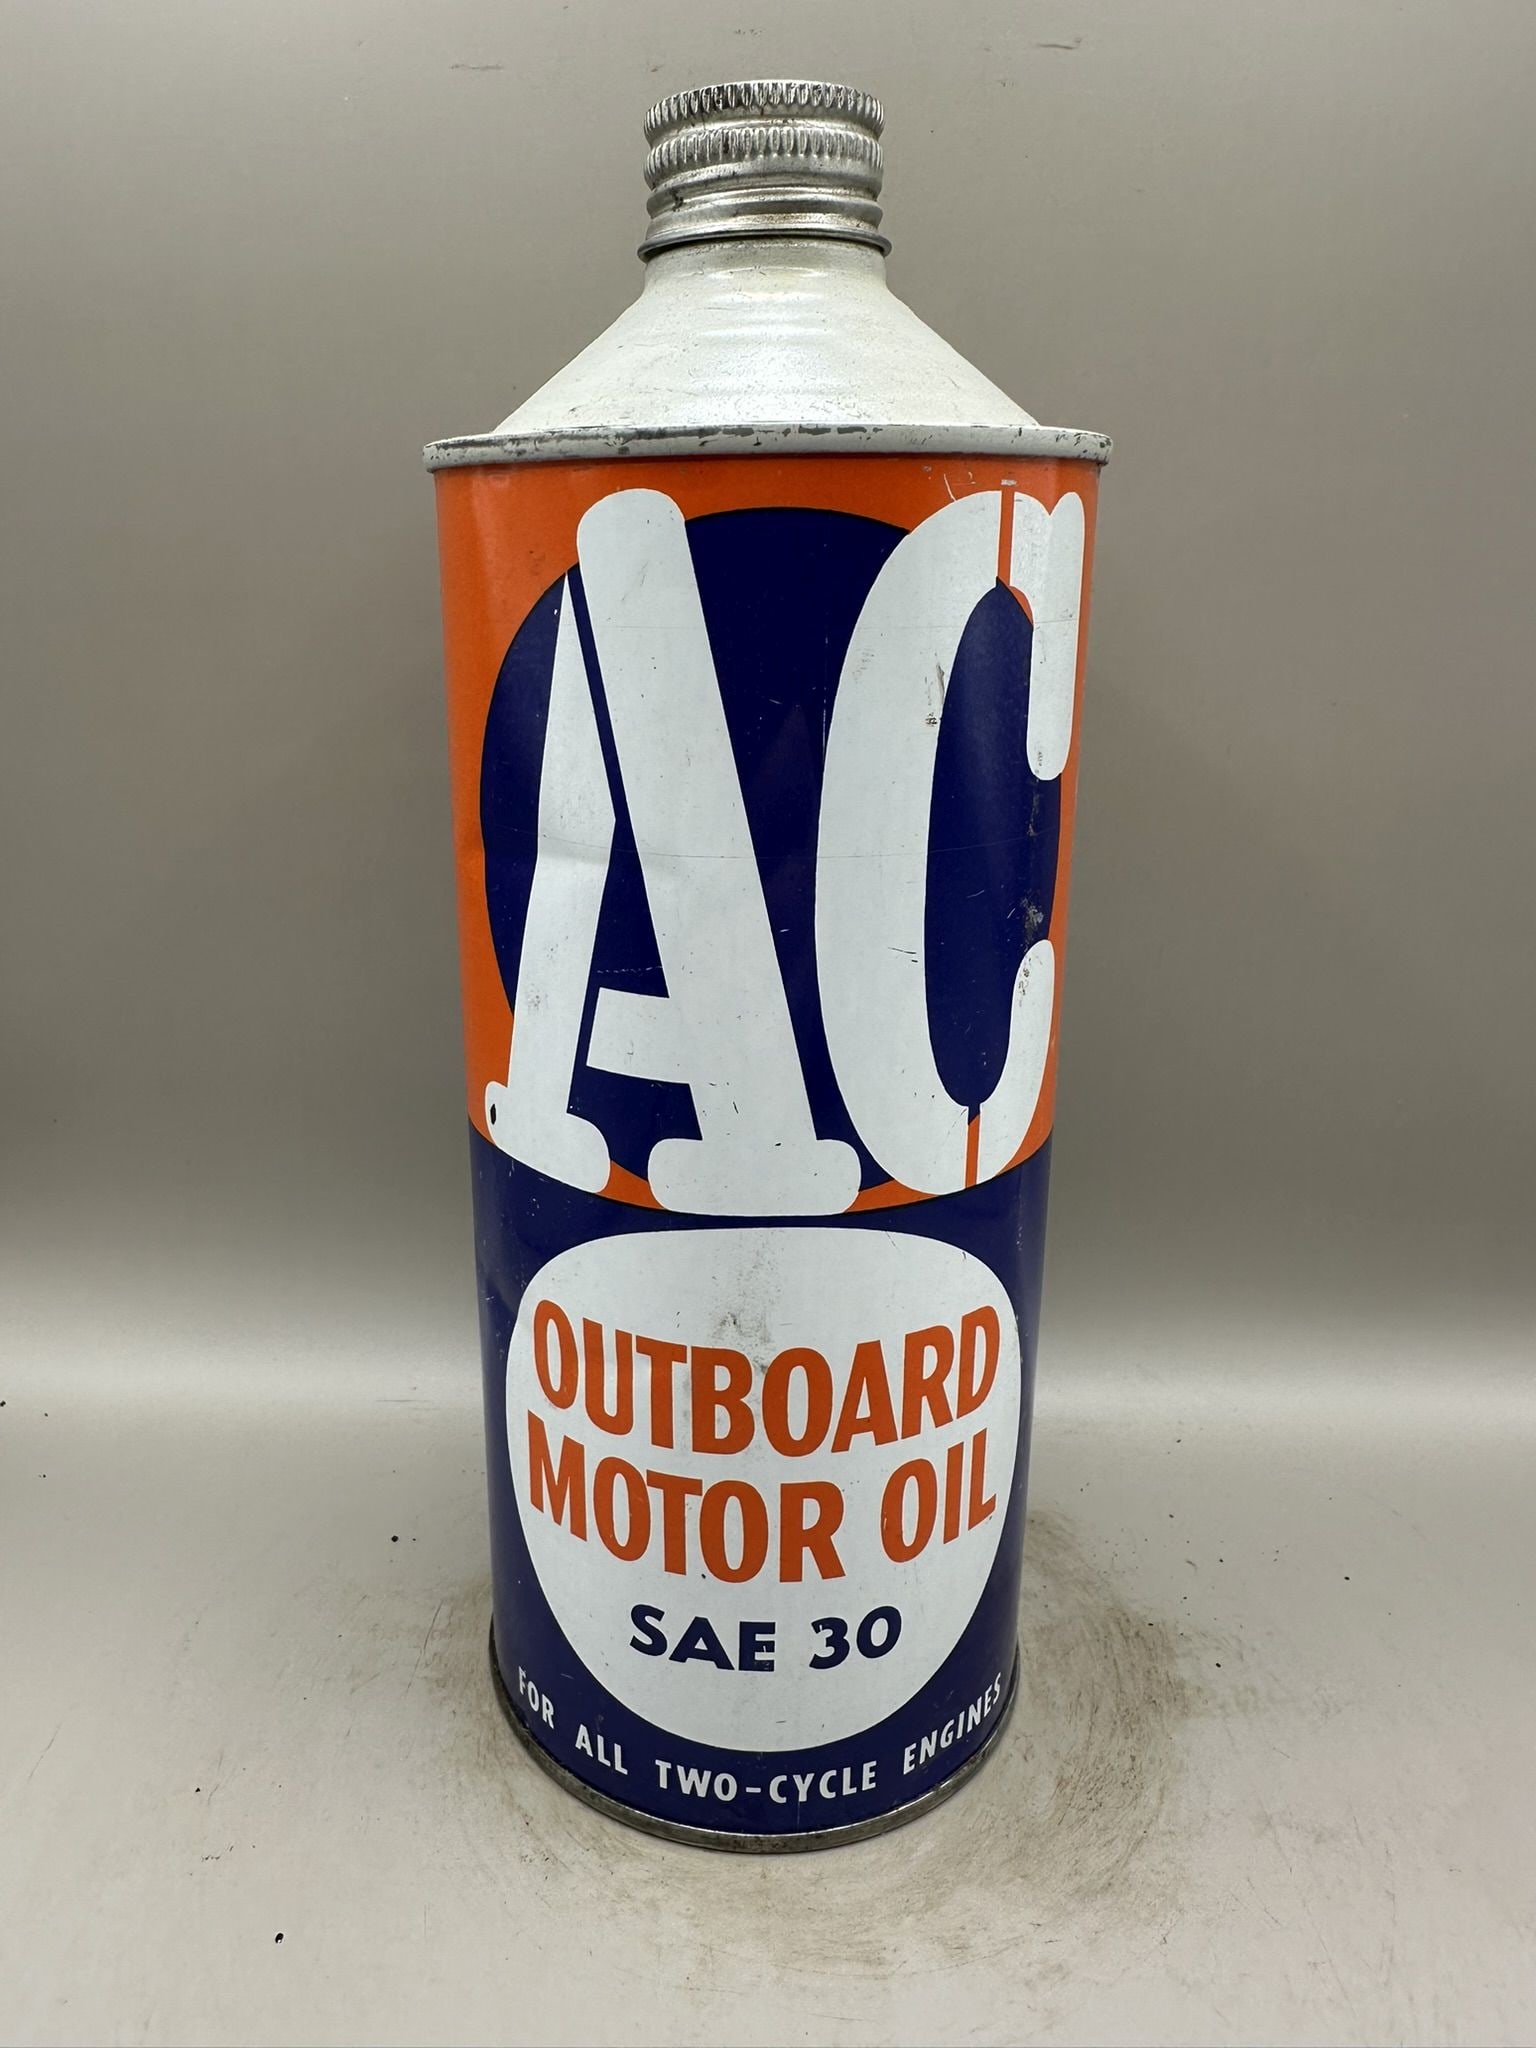 AC
OUTBOARD
MOTOR OIL
SAE 30
FOR ALL TWO-CYCLE ENGINES